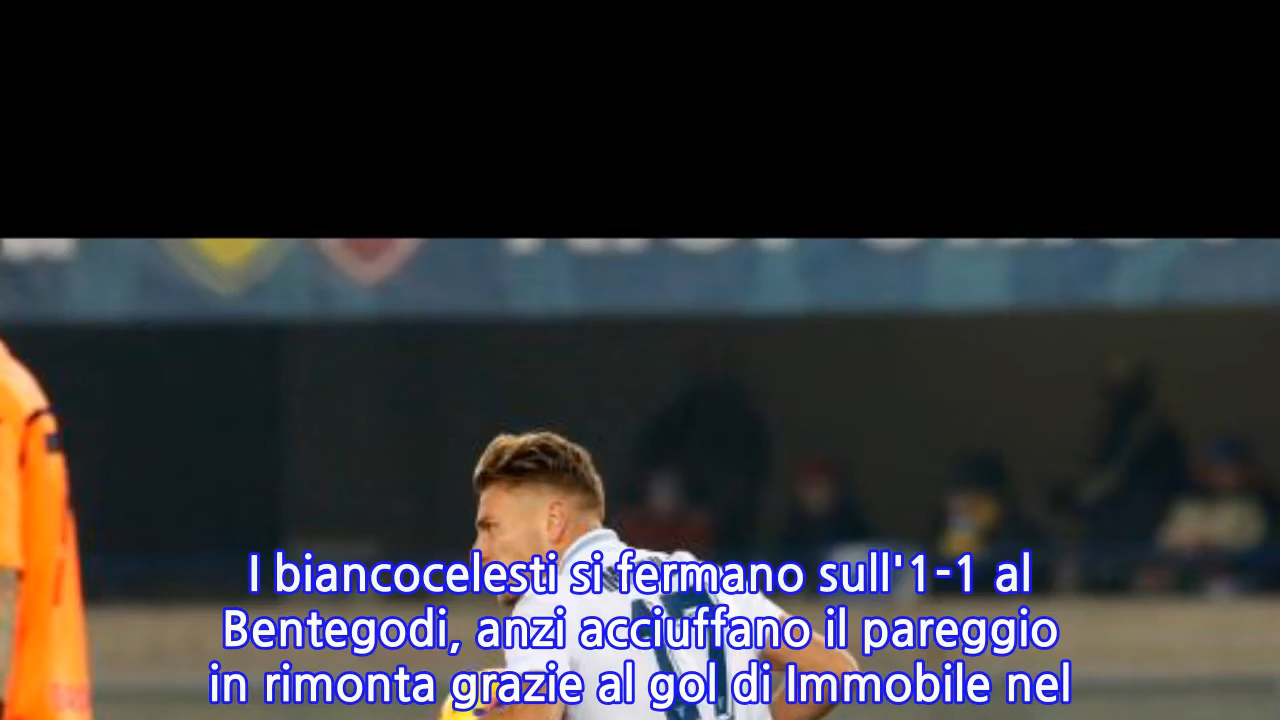 I biancocelesti si fermano sull'1-1 al
Bentegodi, anzi acciuffano il pareggio
in rimonta grazie al gol di Immobile nel
17